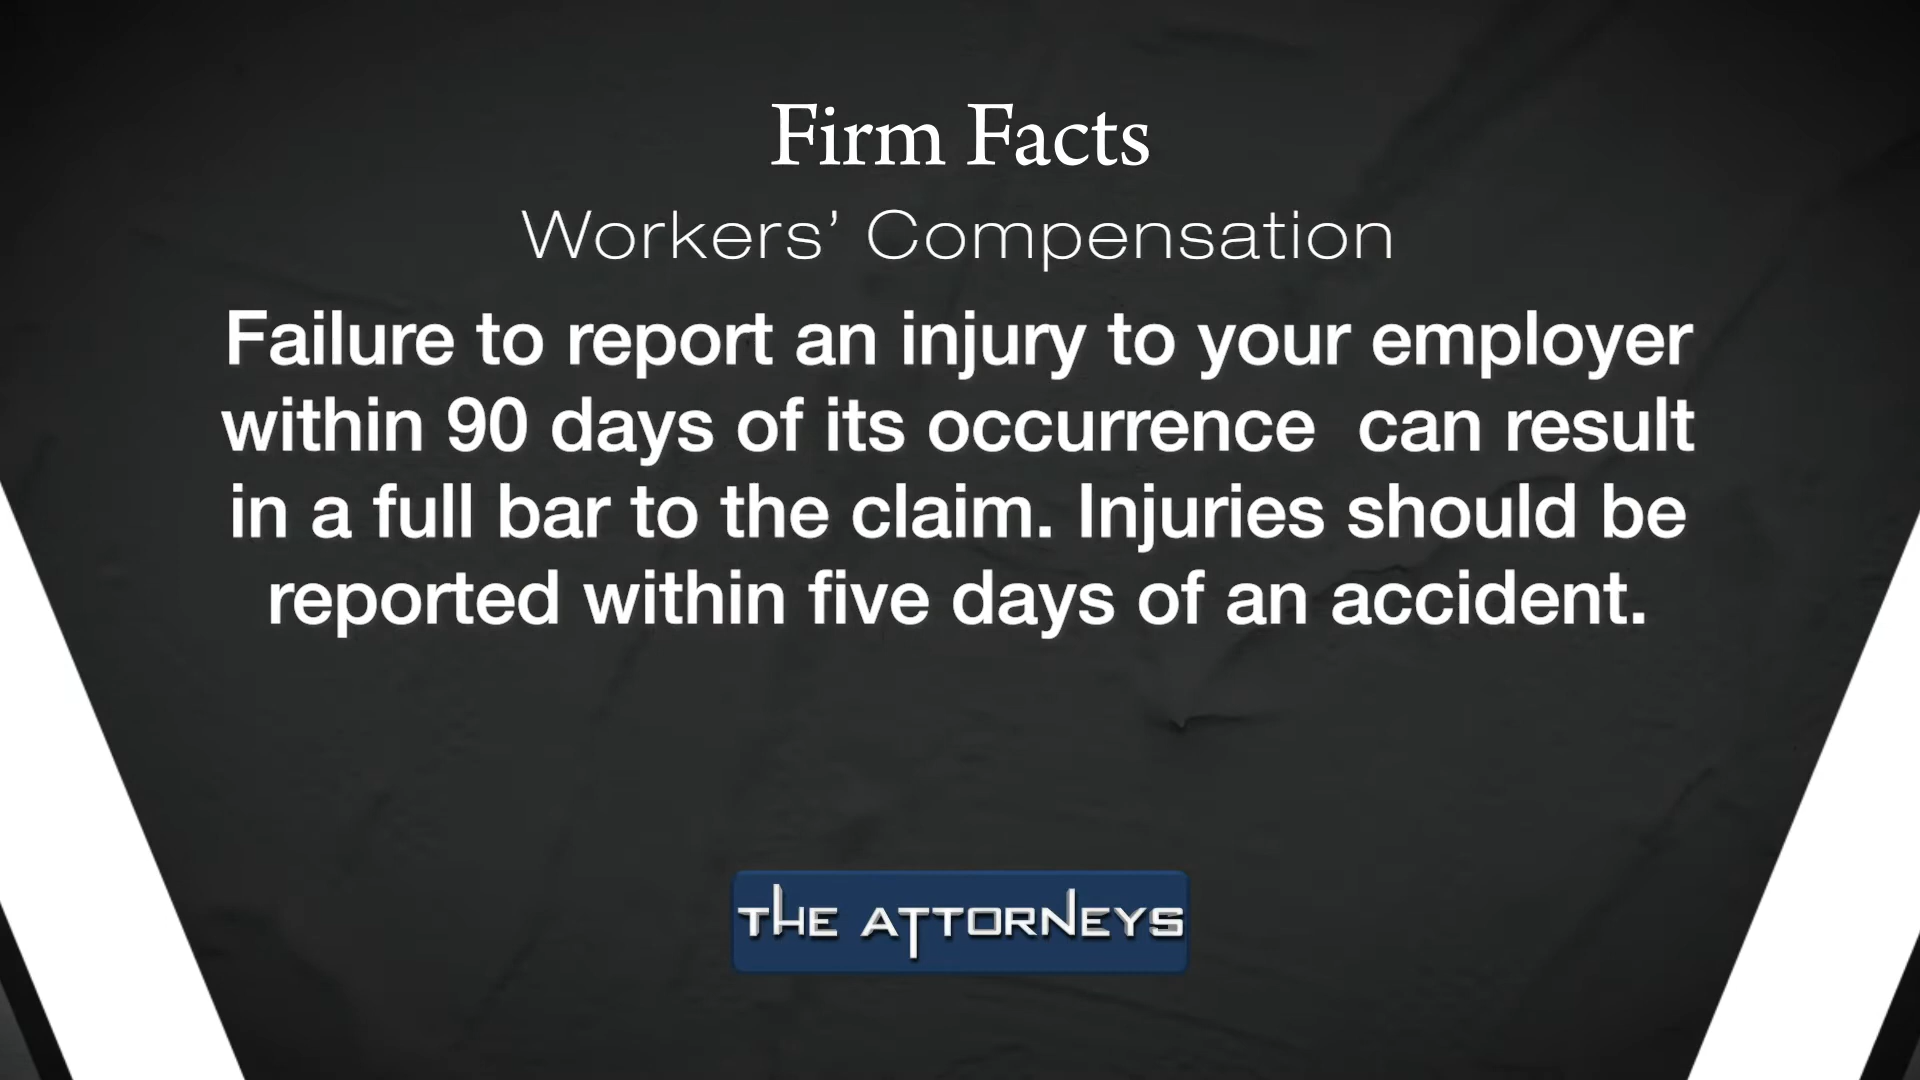 Firm Facts
Workers’ Compensation
Failure to report an injury to your employer
within 90 days of its occurrence  can result
in a full bar to the claim. Injuries should be
reported within five days of an accident.
THE ATTORNEYS